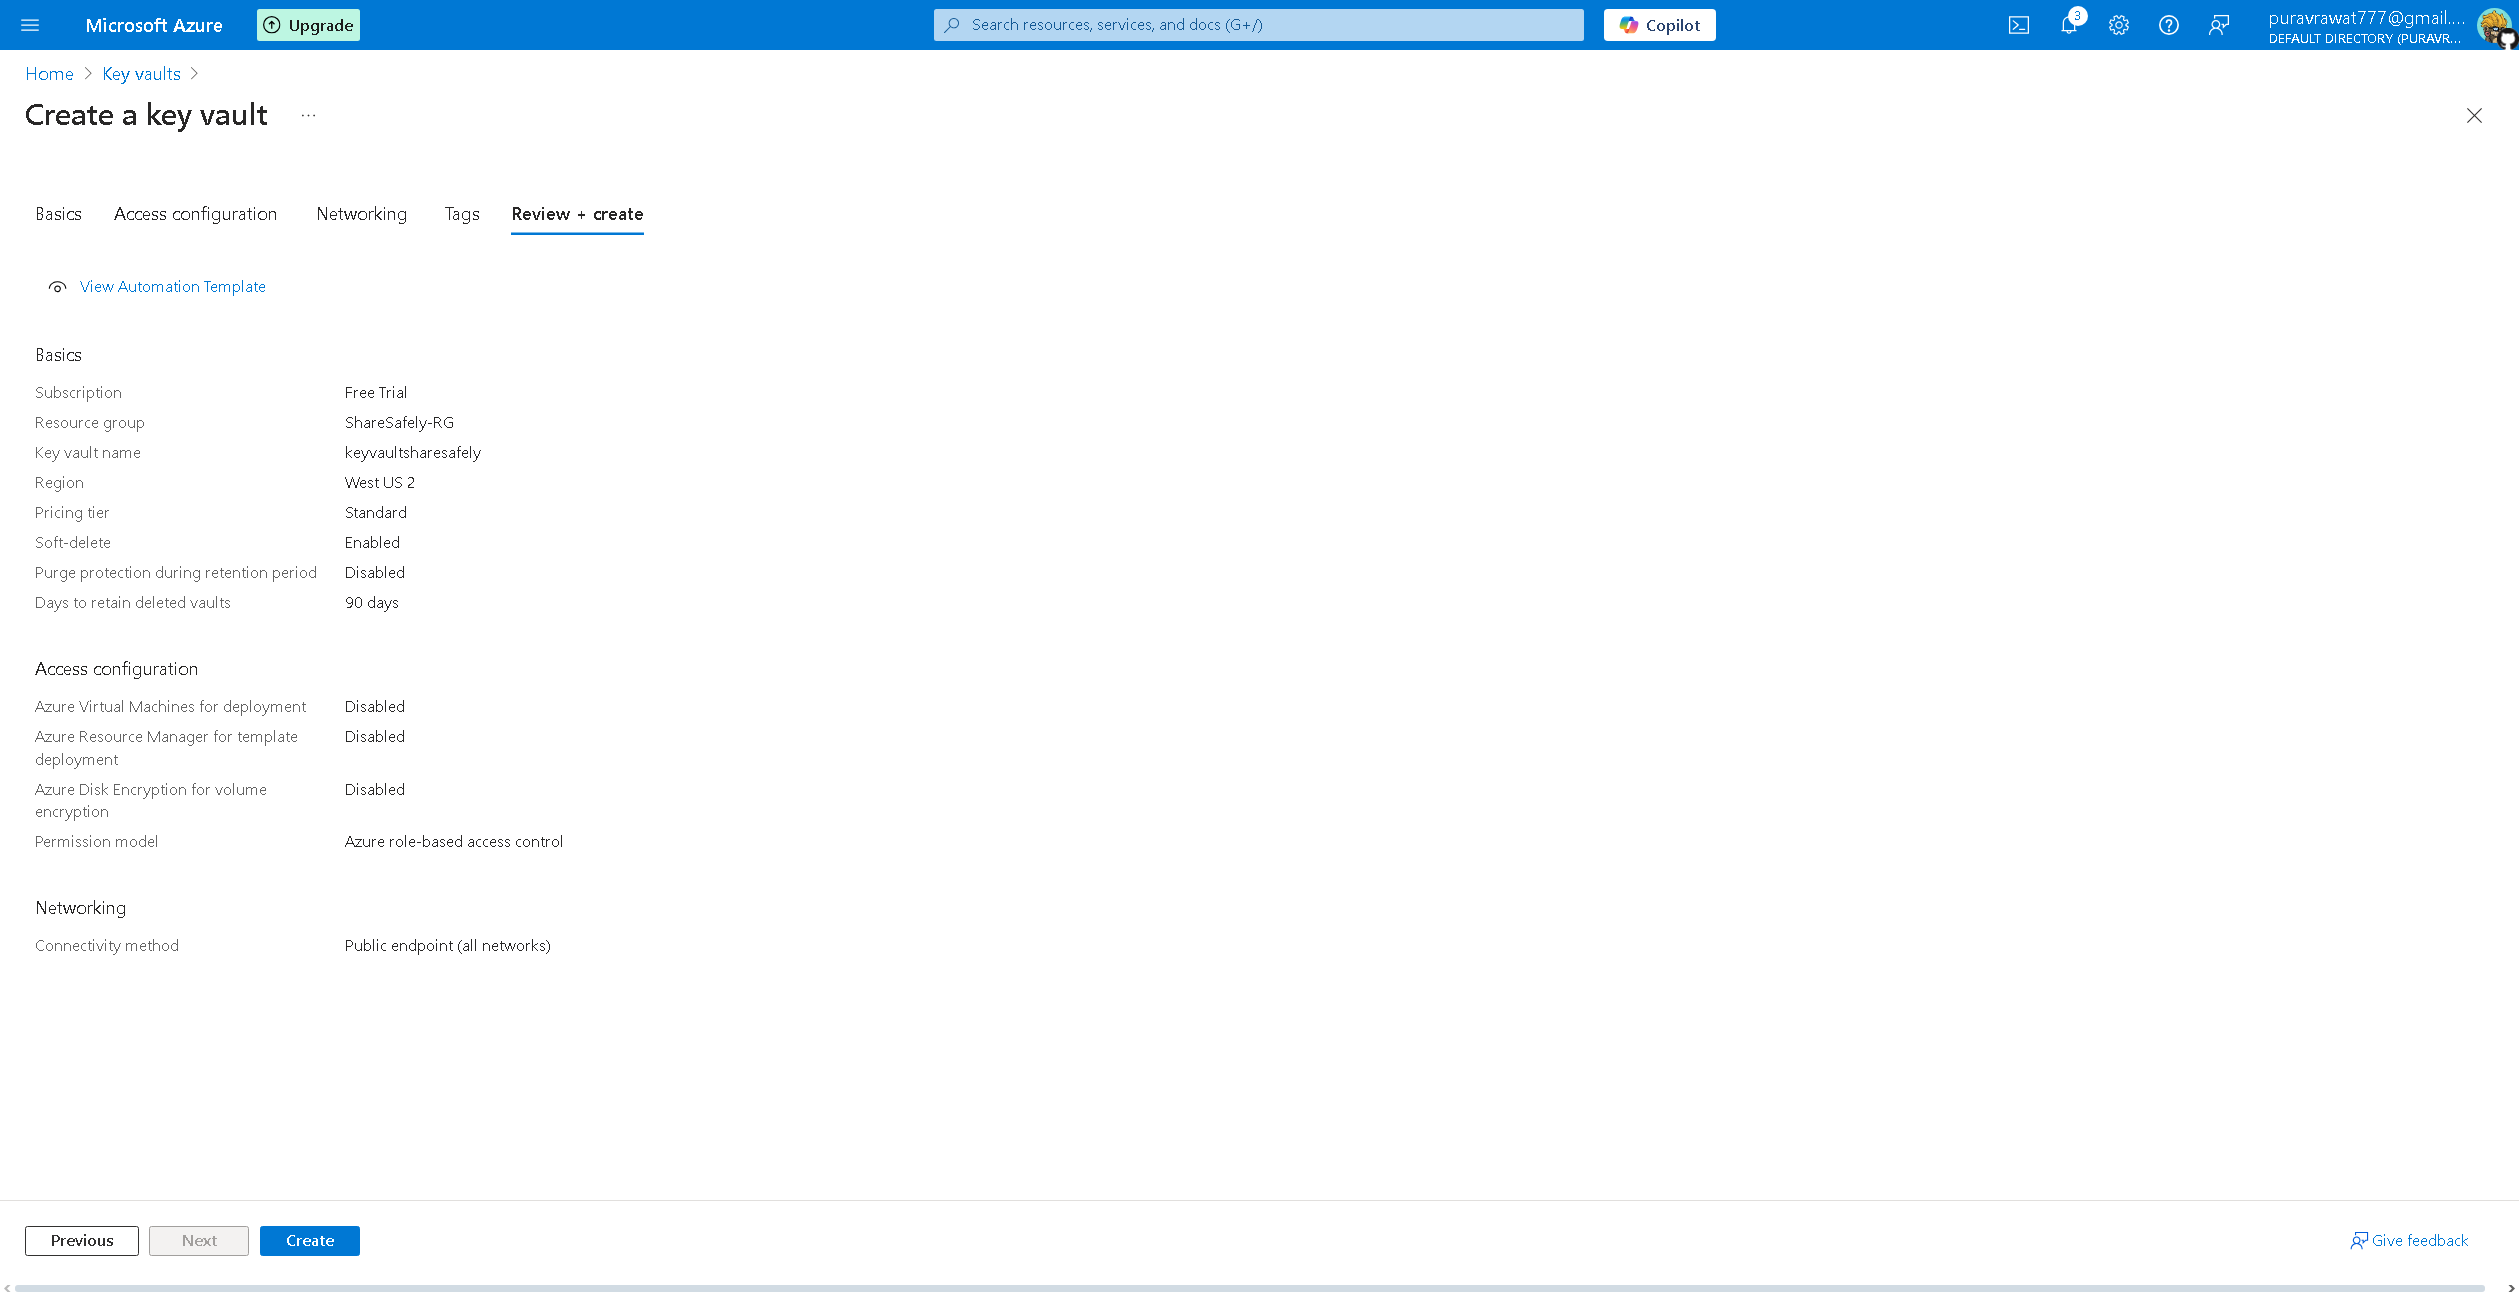 Microsoft Azure
Upgrade
Search resources, services, and docs (G+/)
Copilot
3
puravrawat777@gmail....
DEFAULT DIRECTORY (PURAVR...
Home > Key vaults >
Create a key vault ...
Basics Access configuration Networking Tags Review + create
View Automation Template
Basics
Subscription Free Trial
Resource group ShareSafely-RG
Key vault name keyvaultsharesafely
Region West US 2
Pricing tier Standard
Soft-delete Enabled
Purge protection during retention period Disabled
Days to retain deleted vaults 90 days
Access configuration
Azure Virtual Machines for deployment Disabled
Azure Resource Manager for template Disabled
deployment
Azure Disk Encryption for volume Disabled
encryption
Permission model Azure role-based access control
Networking
Connectivity method Public endpoint (all networks)
Previous Next Create Give feedback